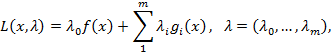 L(x,λ) = λ₀f(x) + ∑₁ᵐ λᵢgᵢ(x), λ = (λ₀, …, λₘ),